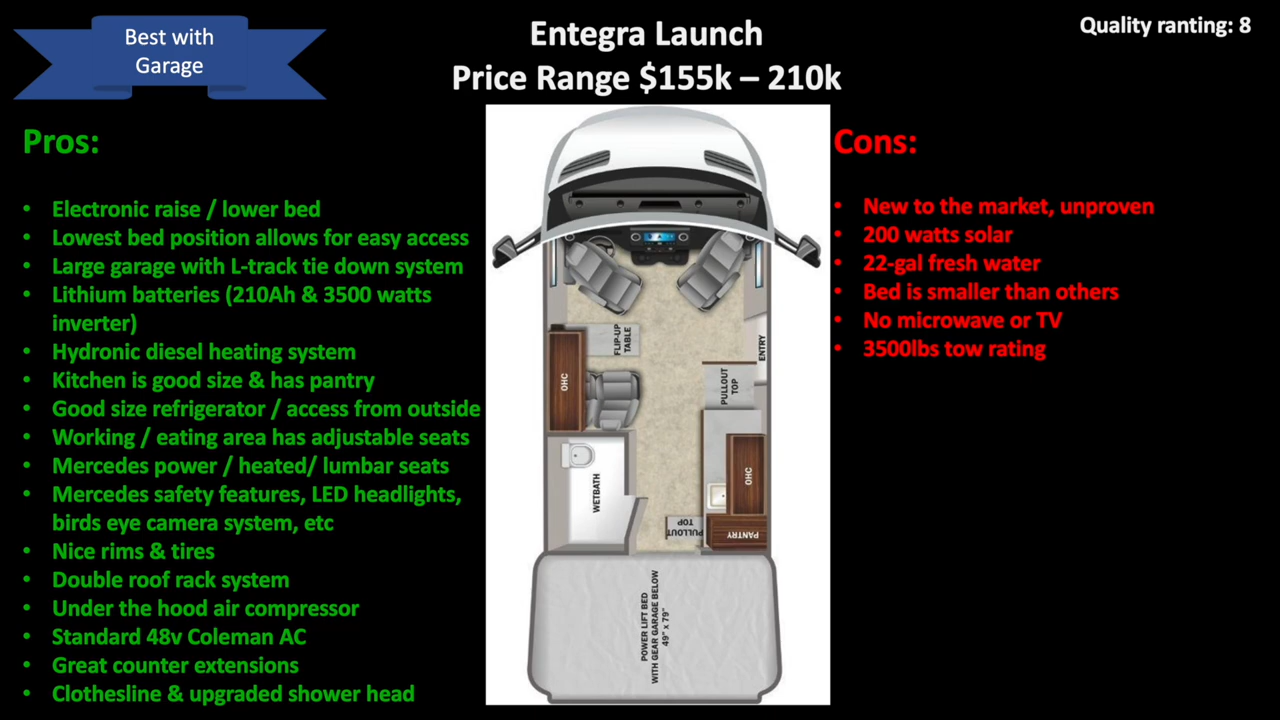 Best with
Garage
Entegra Launch
Price Range $155k – 210k
Quality ranting: 8
Pros:
• Electronic raise / lower bed
• Lowest bed position allows for easy access
• Large garage with L-track tie down system
• Lithium batteries (210Ah & 3500 watts
inverter)
• Hydronic diesel heating system
• Kitchen is good size & has pantry
• Good size refrigerator / access from outside
• Working / eating area has adjustable seats
• Mercedes power / heated/ lumbar seats
• Mercedes safety features, LED headlights,
birds eye camera system, etc
• Nice rims & tires
• Double roof rack system
• Under the hood air compressor
• Standard 48v Coleman AC
• Great counter extensions
• Clothesline & upgraded shower head
FLIP-UP
TABLE
OHC
ENTRY
PULLOUT
TOP
WETBATH
OHC
PULLOUT
TOP
PANTRY
POWER LIFT BED
WITH GEAR GARAGE BELOW
49" x 79"
Cons:
• New to the market, unproven
• 200 watts solar
• 22-gal fresh water
• Bed is smaller than others
• No microwave or TV
• 3500lbs tow rating